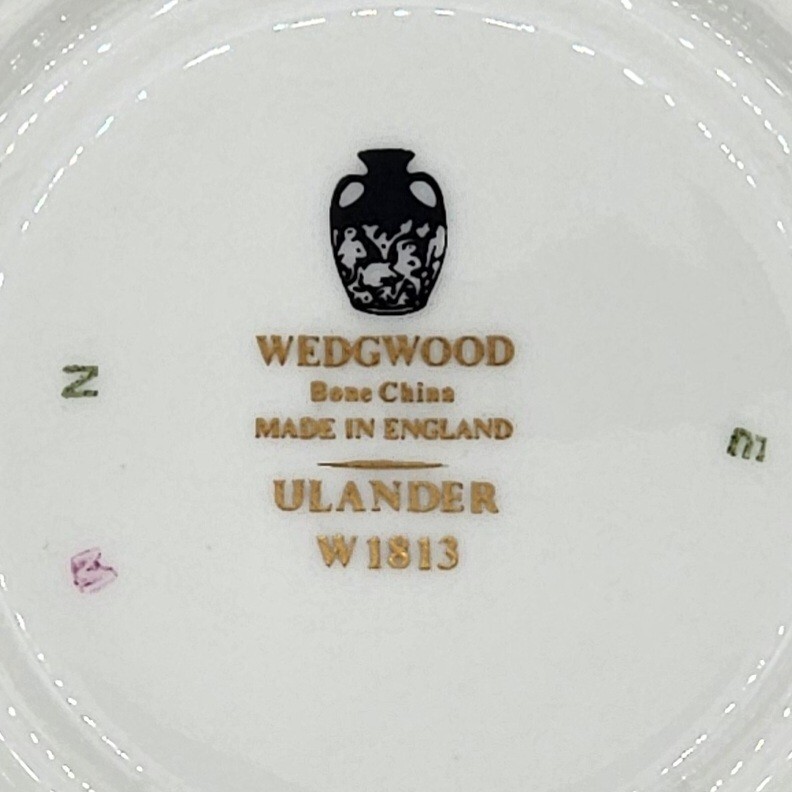 WEDGWOOD
Bone China
MADE IN ENGLAND
ULANDER
W1813
N